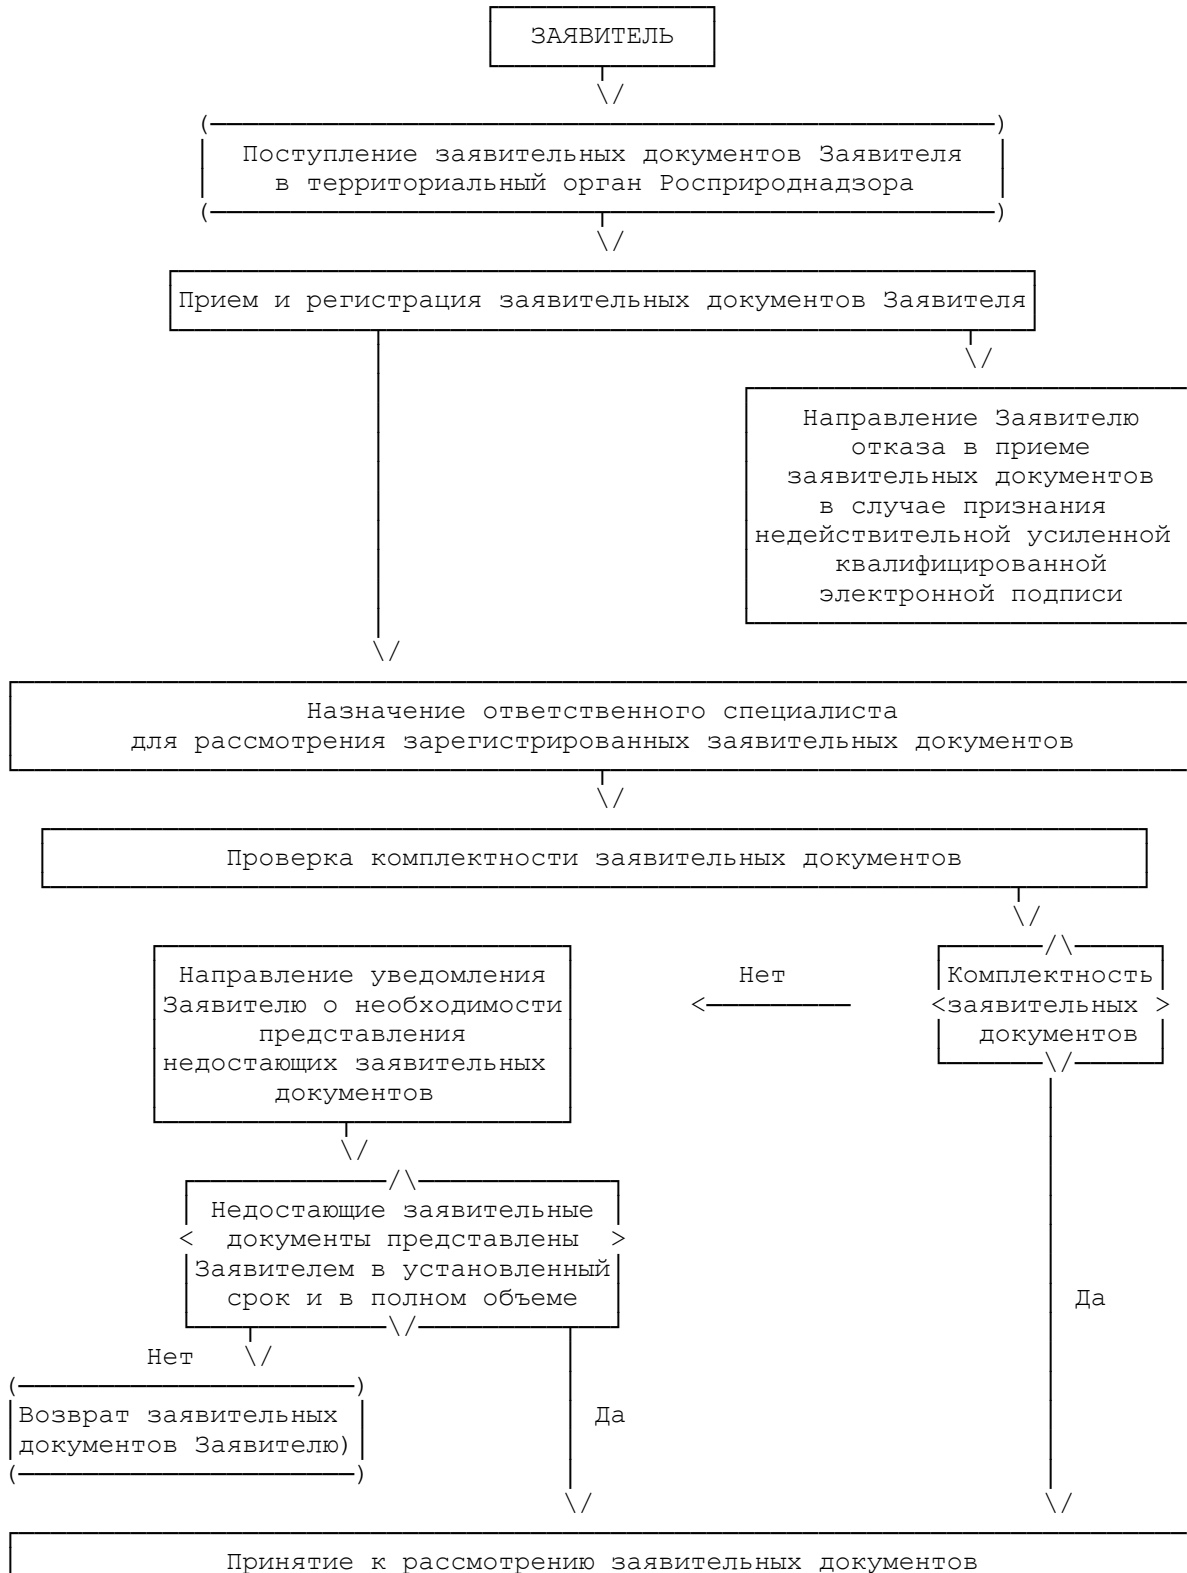 ЗАЯВИТЕЛЬ
Поступление заявительных документов Заявителя
в территориальный орган Росприроднадзора
Прием и регистрация заявительных документов Заявителя
Направление Заявителю
отказа в приеме
заявительных документов
в случае признания
недействительной усиленной
квалифицированной
электронной подписи
Назначение ответственного специалиста
для рассмотрения зарегистрированных заявительных документов
Проверка комплектности заявительных документов
Комплектность
заявительных
документов
Нет
Направление уведомления
Заявителю о необходимости
представления
недостающих заявительных
документов
Недостающие заявительные
документы представлены
Заявителем в установленный
срок и в полном объеме
Да
Нет
Возврат заявительных
документов Заявителю)
Да
Принятие к рассмотрению заявительных документов